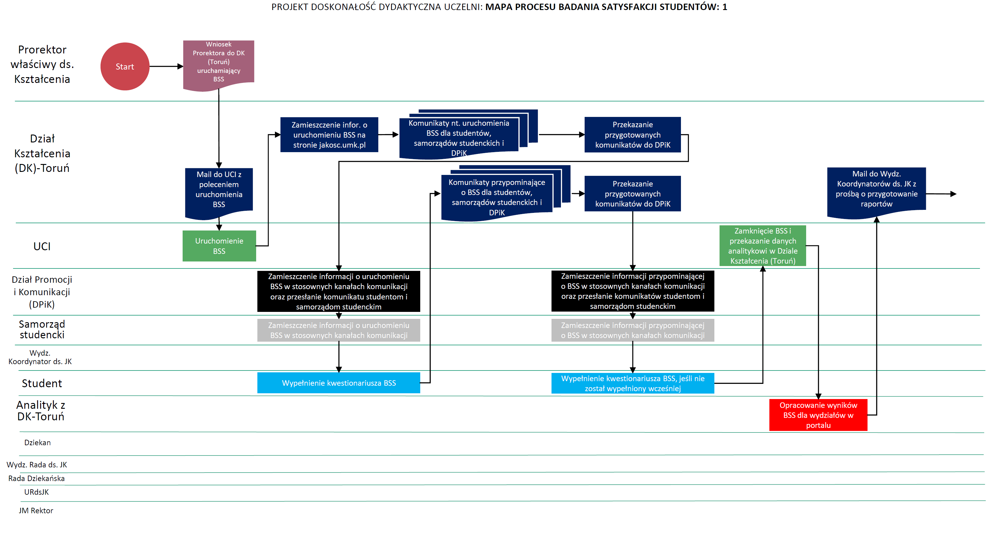 PROJEKT DOSKONAŁOŚĆ DYDAKTYCZNA UCZELNI: MAPA PROCESU BADANIA SATYSFAKCJI STUDENTÓW: 1
Prorektor
właściwy ds.
Kształcenia
Start
Wniosek
Prorektora do DK
(Toruń)
uruchamiający
BSS
Dział
Kształcenia
(DK)-Toruń
Mail do UCI z
poleceniem
uruchomienia
BSS
Zamieszczenie infor. o
uruchomieniu BSS na
stronie jakosc.umk.pl
Komunikaty nt. uruchomienia
BSS dla studentów,
samorządów studenckich i
DPiK
Przekazanie
przygotowanych
komunikatów do DPiK
Komunikaty przypominające
o BSS dla studentów,
samorządów studenckich i
DPiK
Przekazanie
przygotowanych
komunikatów do DPiK
Mail do Wydz.
Koordynatorów ds. JK z
prośbą o przygotowanie
raportów
UCI
Uruchomienie
BSS
Zamknięcie BSS i
przekazanie danych
analitykowi w Dziale
Kształcenia (Toruń)
Dział Promocji
i Komunikacji
(DPiK)
Zamieszczenie informacji o uruchomieniu
BSS w stosownych kanałach komunikacji
oraz przesłanie komunikatu studentom i
samorządom studenckim
Zamieszczenie informacji przypominającej
o BSS w stosownych kanałach komunikacji
oraz przesłanie komunikatów studentom i
samorządom studenckim
Samorząd
studencki
Zamieszczenie informacji o uruchomieniu
BSS w stosownych kanałach komunikacji
Zamieszczenie informacji przypominającej
o BSS w stosownych kanałach komunikacji
Wydz.
Koordynator ds. JK
Student
Wypełnienie kwestionariusza BSS
Wypełnienie kwestionariusza BSS, jeśli nie
został wypełniony wcześniej
Analityk z
DK-Toruń
Opracowanie wyników
BSS dla wydziałów w
portalu
Dziekan
Wydz. Rada ds. JK
Rada Dziekańska
URdsJK
JM Rektor